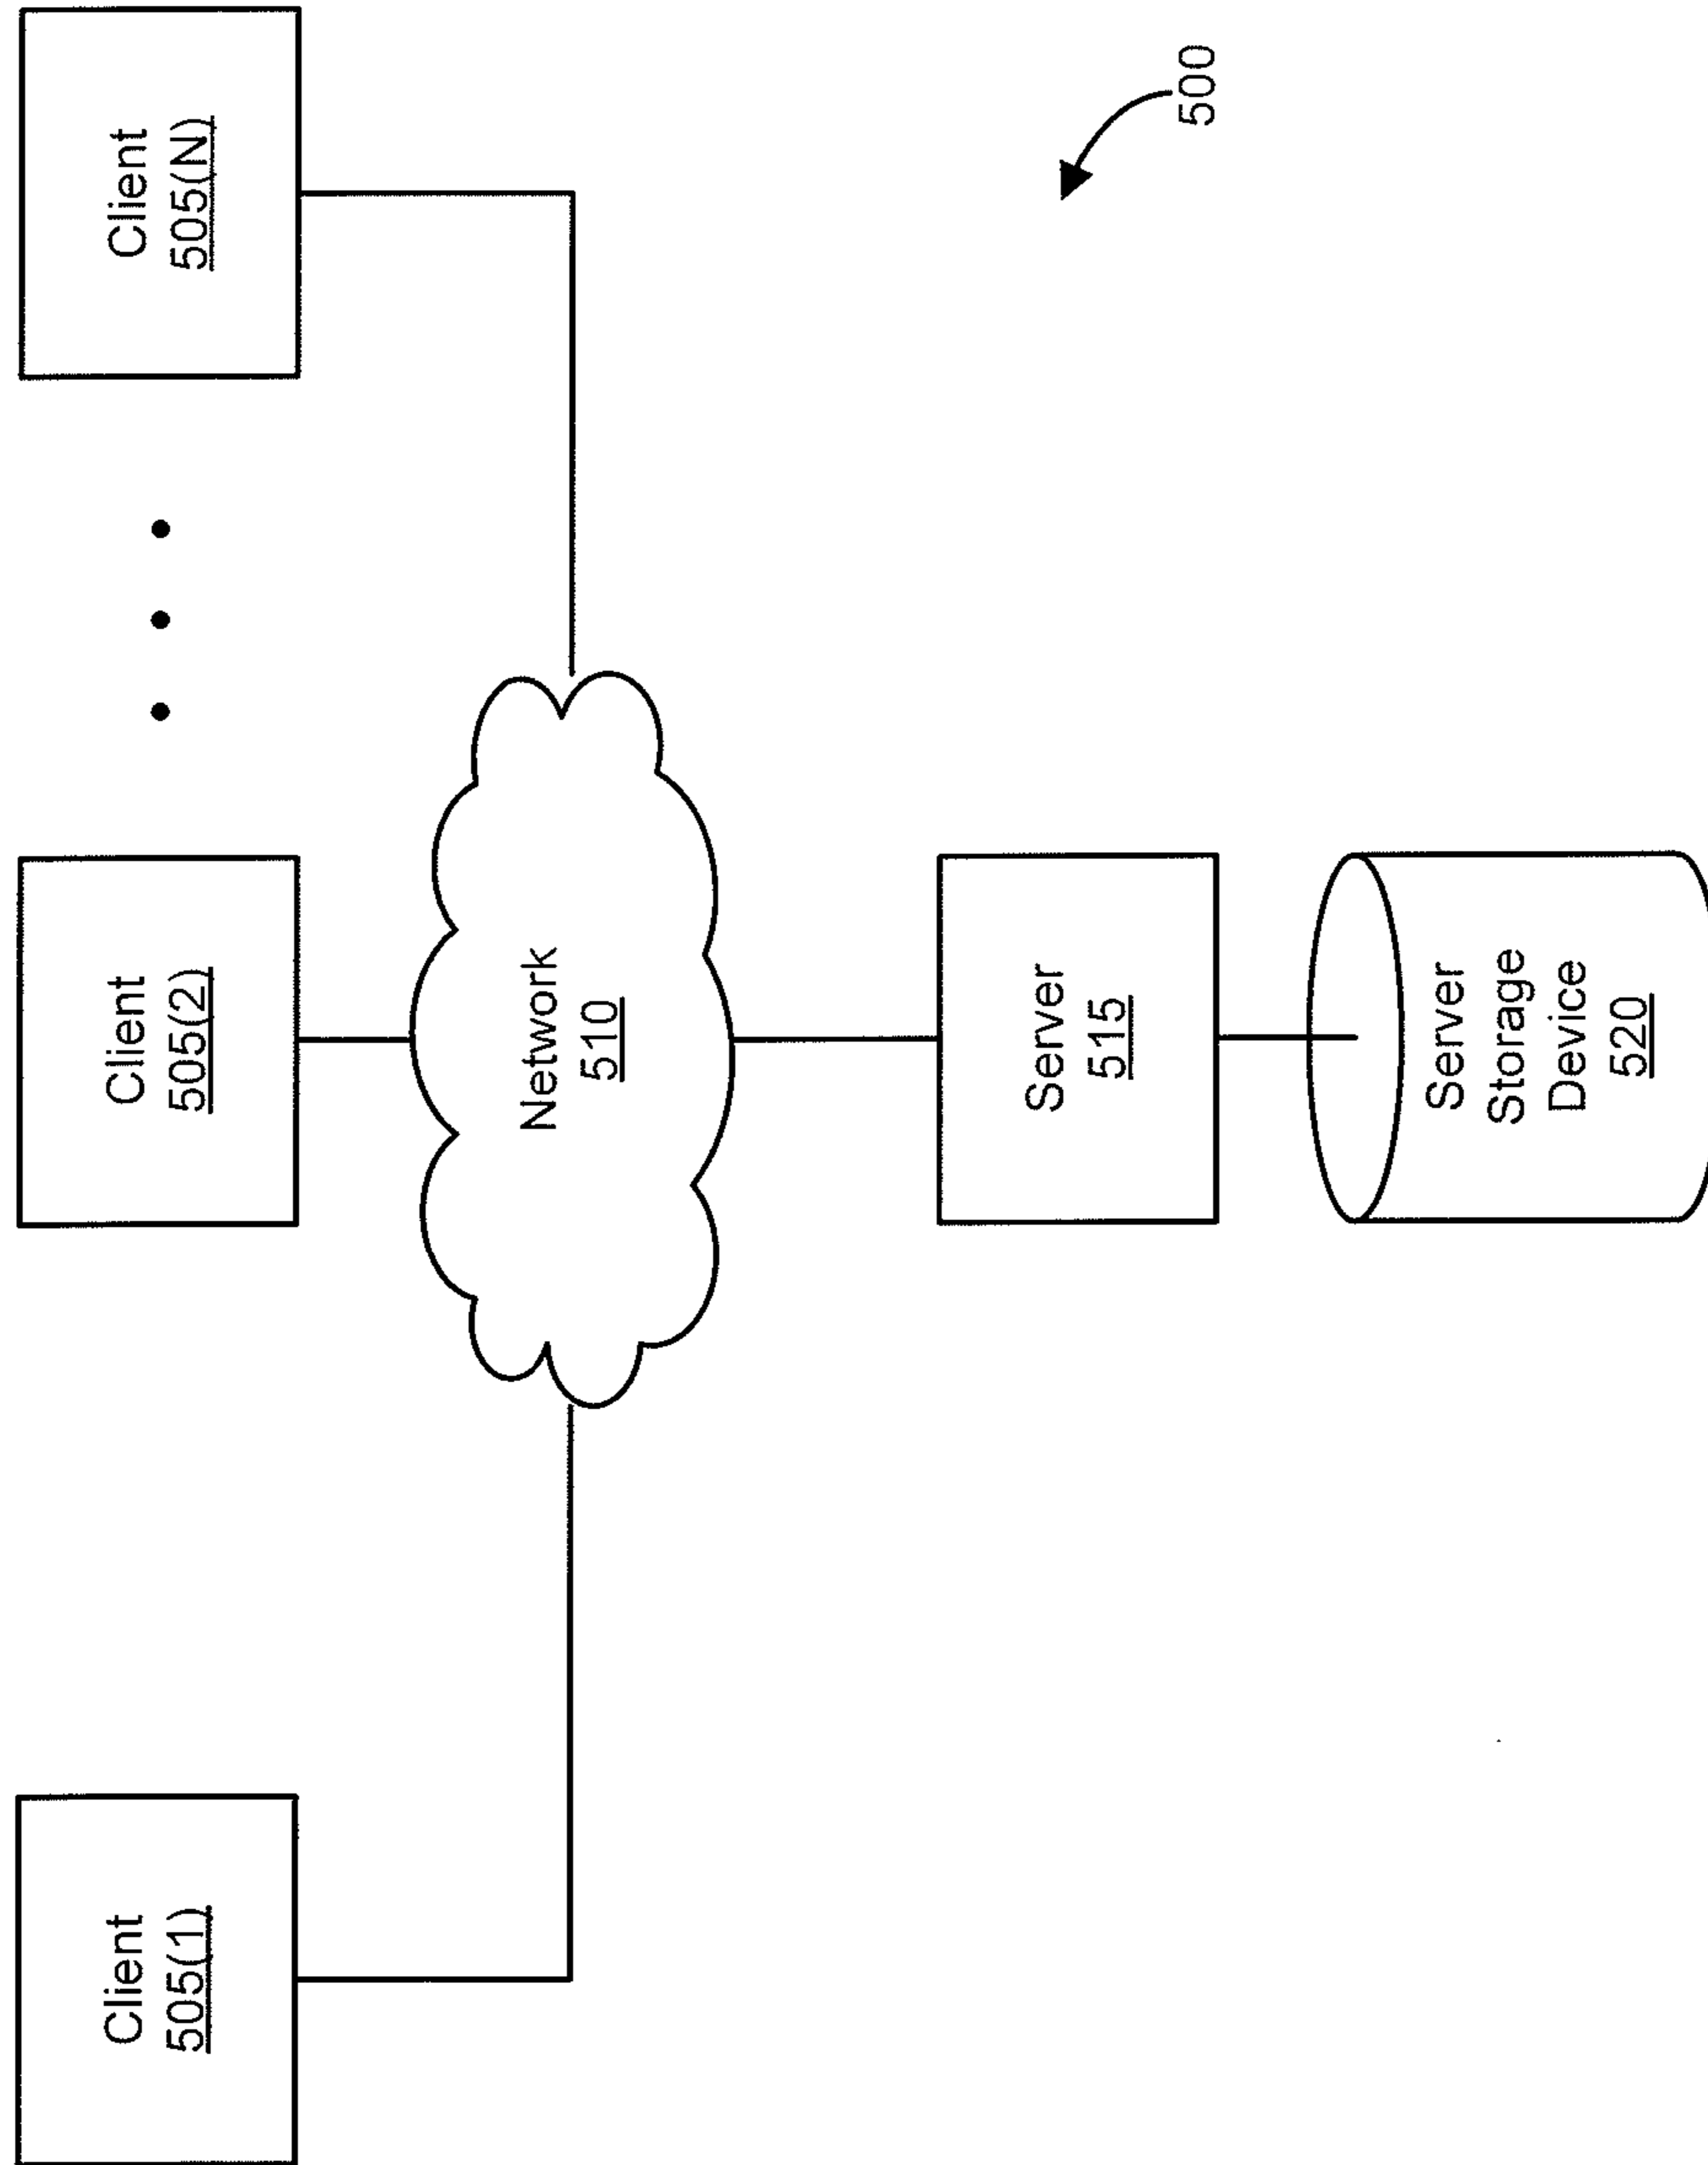 Client
505(1)
Client
505(2)
Client
505(N)
Network
510
Server
515
500
Server
Storage
Device
520